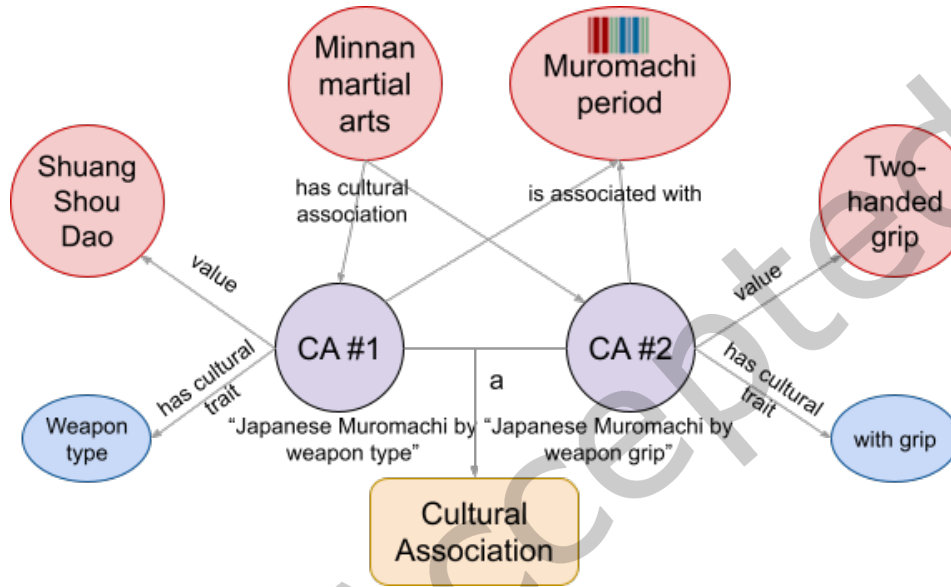 Minnan
martial
arts
Muromachi
period
Shuang
Shou
Dao
Two-
handed
grip
has cultural
association
is associated with
value
value
CA #1
CA #2
has cultural
trait
has cultural
trait
a
Weapon
type
with grip
“Japanese Muromachi by
weapon type”
“Japanese Muromachi by
weapon grip”
Cultural
Association
Accepted